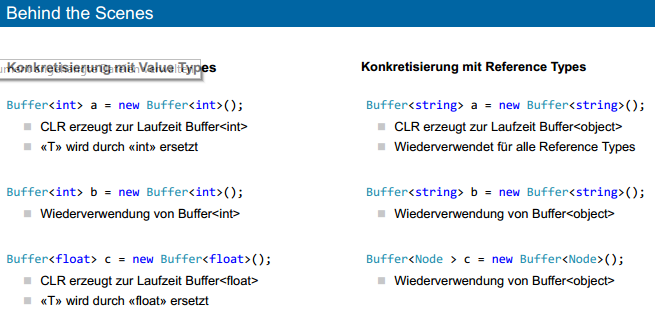 Behind the Scenes
Konkretisierung mit Value Types
Buffer<int> a = new Buffer<int>();
CLR erzeugt zur Laufzeit Buffer<int>
«T» wird durch «int» ersetzt
Buffer<int> b = new Buffer<int>();
Wiederverwendung von Buffer<int>
Buffer<float> c = new Buffer<float>();
CLR erzeugt zur Laufzeit Buffer<float>
«T» wird durch «float» ersetzt
Konkretisierung mit Reference Types
Buffer<string> a = new Buffer<string>();
CLR erzeugt zur Laufzeit Buffer<object>
Wiederverwendet für alle Reference Types
Buffer<string> b = new Buffer<string>();
Wiederverwendung von Buffer<object>
Buffer<Node > c = new Buffer<Node>();
Wiederverwendung von Buffer<object>